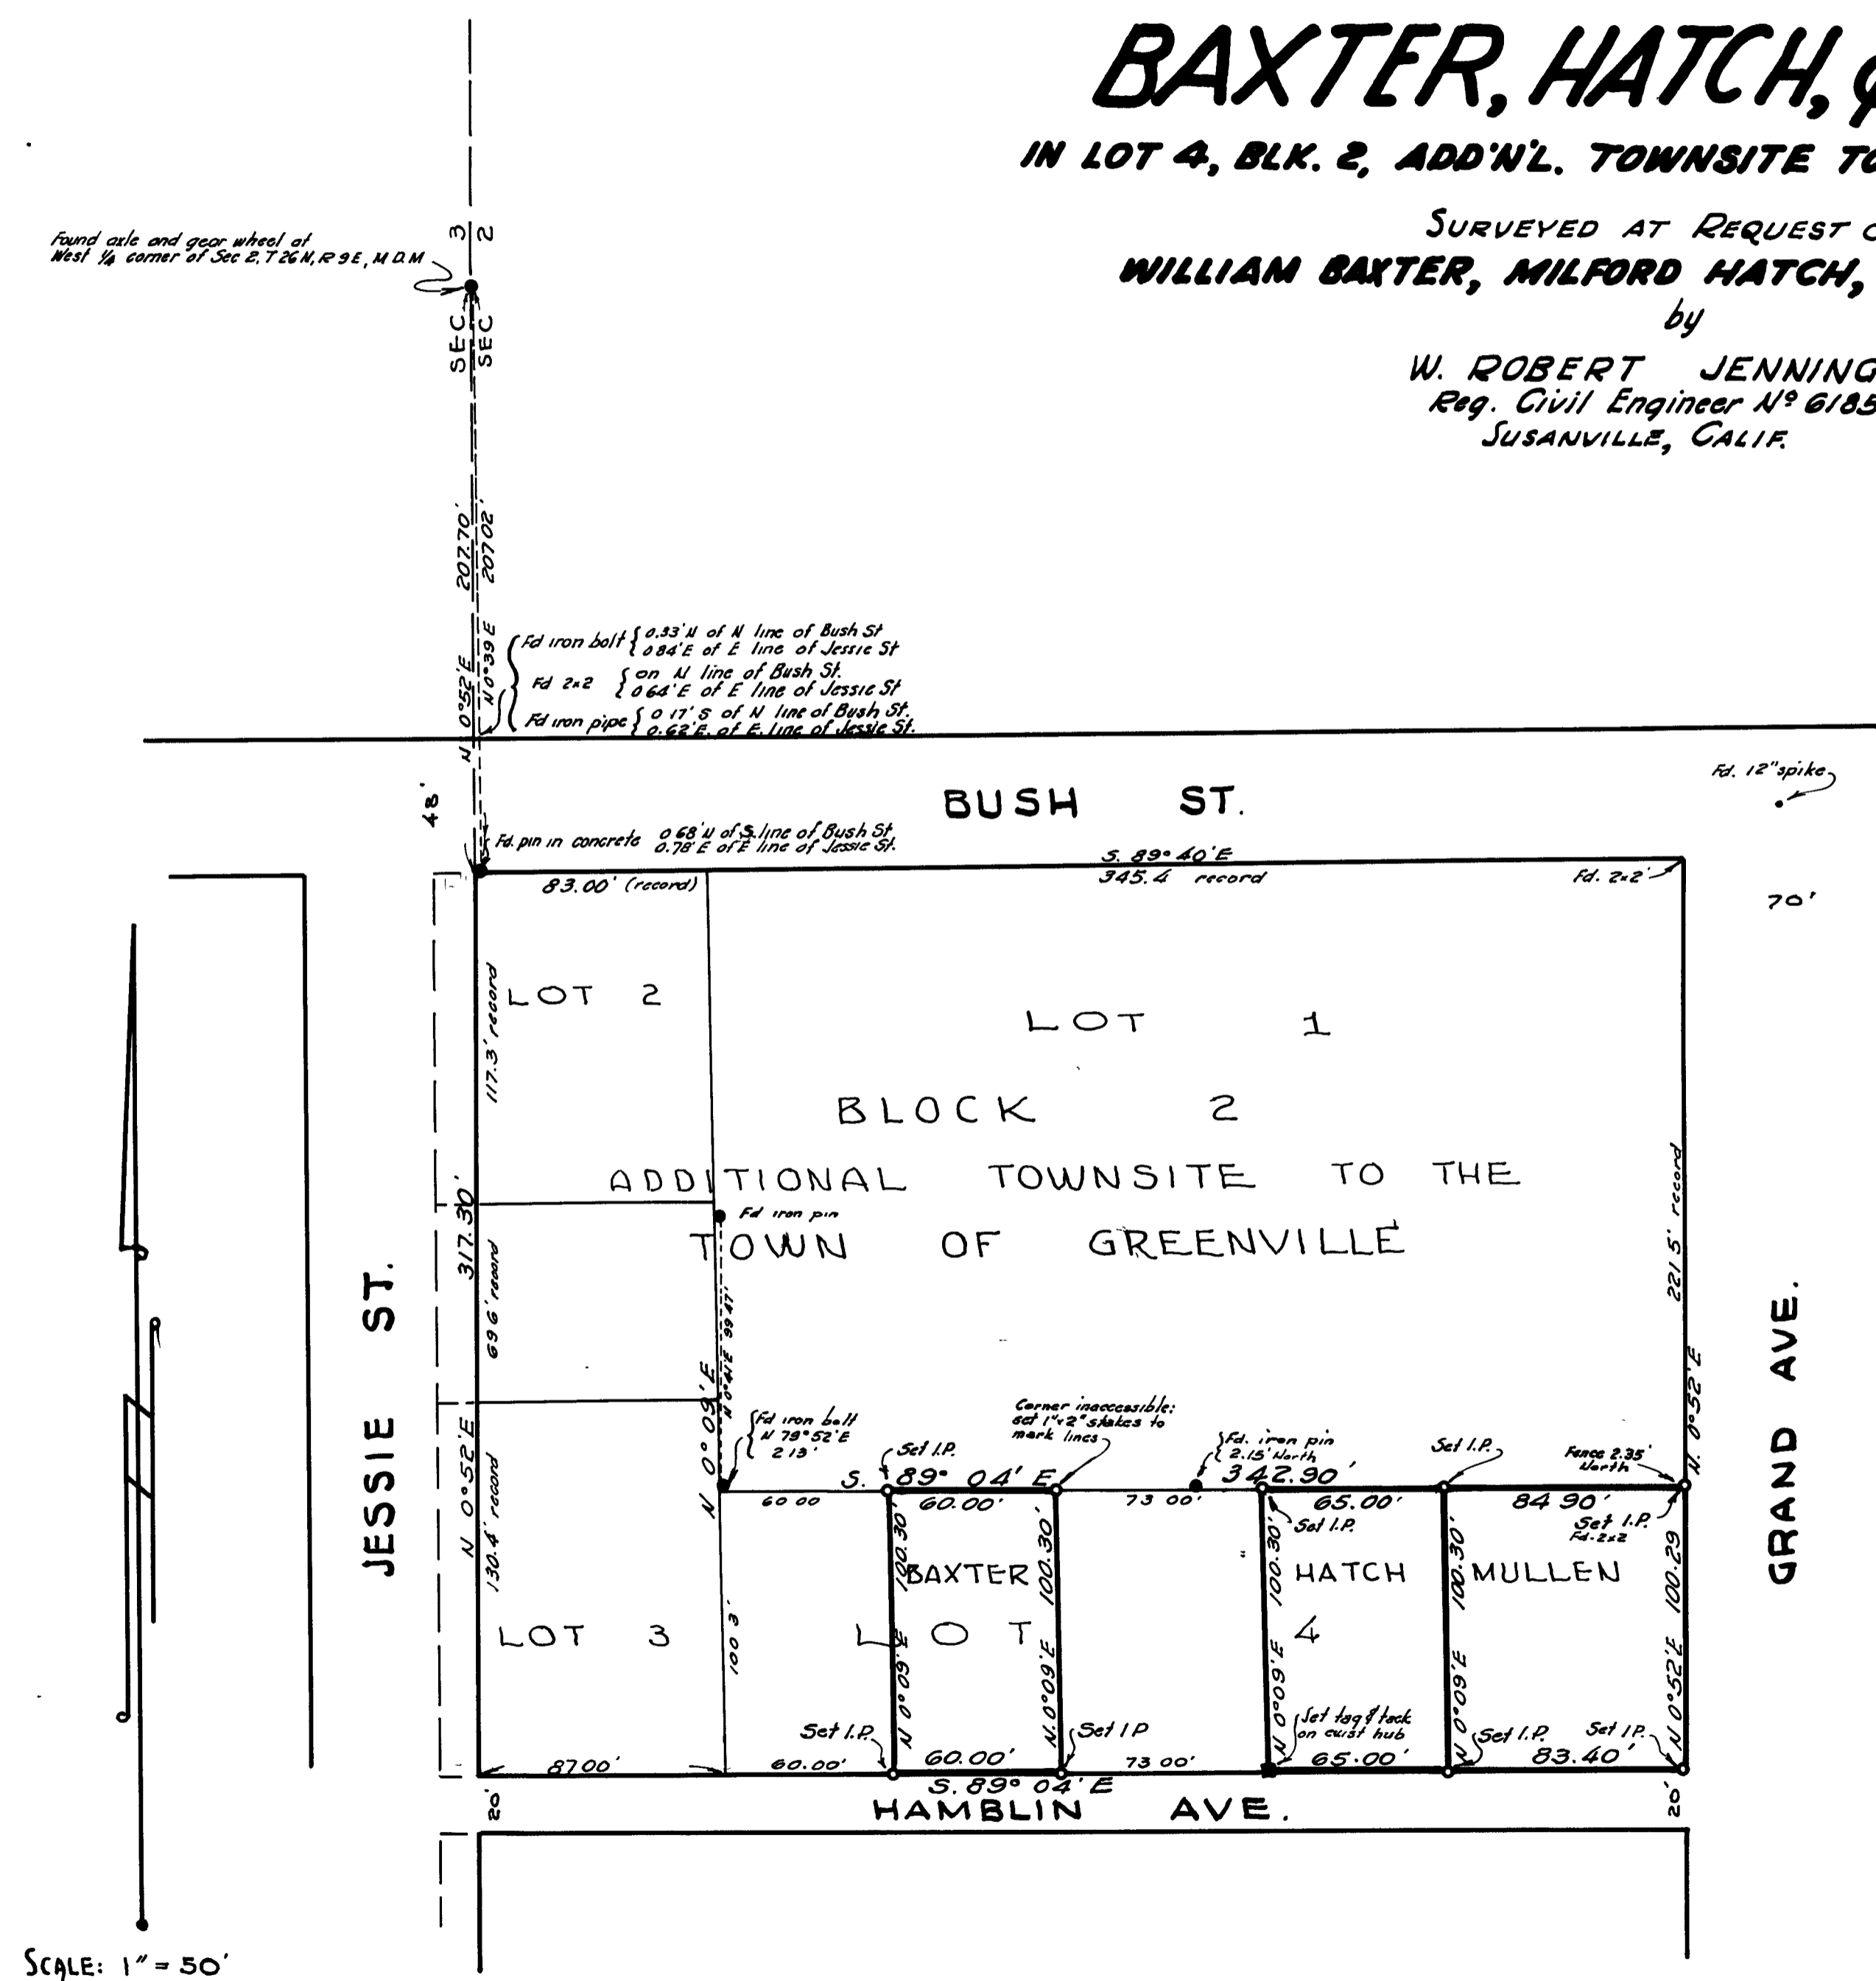 BAXTER, HATCH, &
IN LOT 4, BLK. 2, ADD'N'L. TOWNSITE TO
SURVEYED AT REQUEST O
WILLIAM BAXTER, MILFORD HATCH,
by
W. ROBERT JENNING
Reg. Civil Engineer Nº 6185
SUSANVILLE, CALIF.
3
2
Found axle and gear wheel at
West ¼ corner of Sec 2, T 26 N, R 9 E, M D.M
SEC
SEC
N 0°52'E 207.70'
N 0°39 E 207 02'
Fd iron bolt { 0.33' N of N line of Bush St
0 84' E of E line of Jessie St
Fd 2x2 { on N line of Bush St.
0 64' E of E line of Jessie St
Fd iron pipe { 0 17' S of N line of Bush St.
0.62' E. of E. line of Jessie St.
48'
BUSH ST.
Fd. 12" spike
Fd. pin in concrete 0 68' N of S. line of Bush St.
0.78' E of E line of Jessie St.
S. 89° 40' E
83.00' (record)
345.4 record
Fd. 2x2'
70'
117.3' record
LOT 2
LOT 1
BLOCK 2
ADDITIONAL TOWNSITE TO THE
TOWN OF GREENVILLE
Fd iron pin
317.30'
69 6' record
N 0°52'E
130.4' record
JESSIE ST.
N 0°09'E
N 0°41'E 99 47'
221 5' record
N. 0°52'E
GRAND AVE.
Fd iron bolt
N 79°52'E
2 13'
Set I.P.
Corner inaccessible:
set 1"x2" stakes to
mark lines
Fd. iron pin
2.15' North
Set I.P.
Fence 2.35'
North
S. 89° 04' E
342.90'
60 00
60.00'
73 00'
65.00'
84 90'
Set I.P.
Set I.P.
Fd. 2x2
100.30'
100.30'
100.30'
100.30'
100.29
BAXTER
HATCH
MULLEN
LOT 3
100 3'
LOT
4
N 0°09'E
N.0°09'E
N 0°09'E
N 0°09'E
N 0°52'E
Set I.P.
Set I P
Set tag & tack
on exist hub
Set I.P.
Set I P.
87 00'
60.00'
60.00'
73 00'
65.00'
83.40'
S. 89° 04' E
20'
HAMBLIN AVE.
20'
SCALE: 1" = 50'